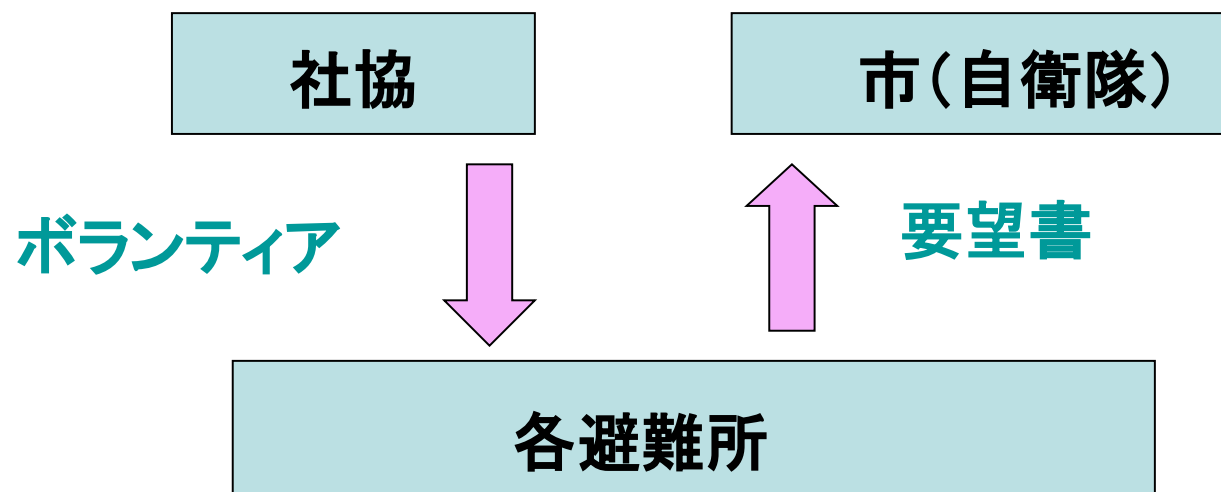 社協
市(自衛隊)
ボランティア
要望書
各避難所